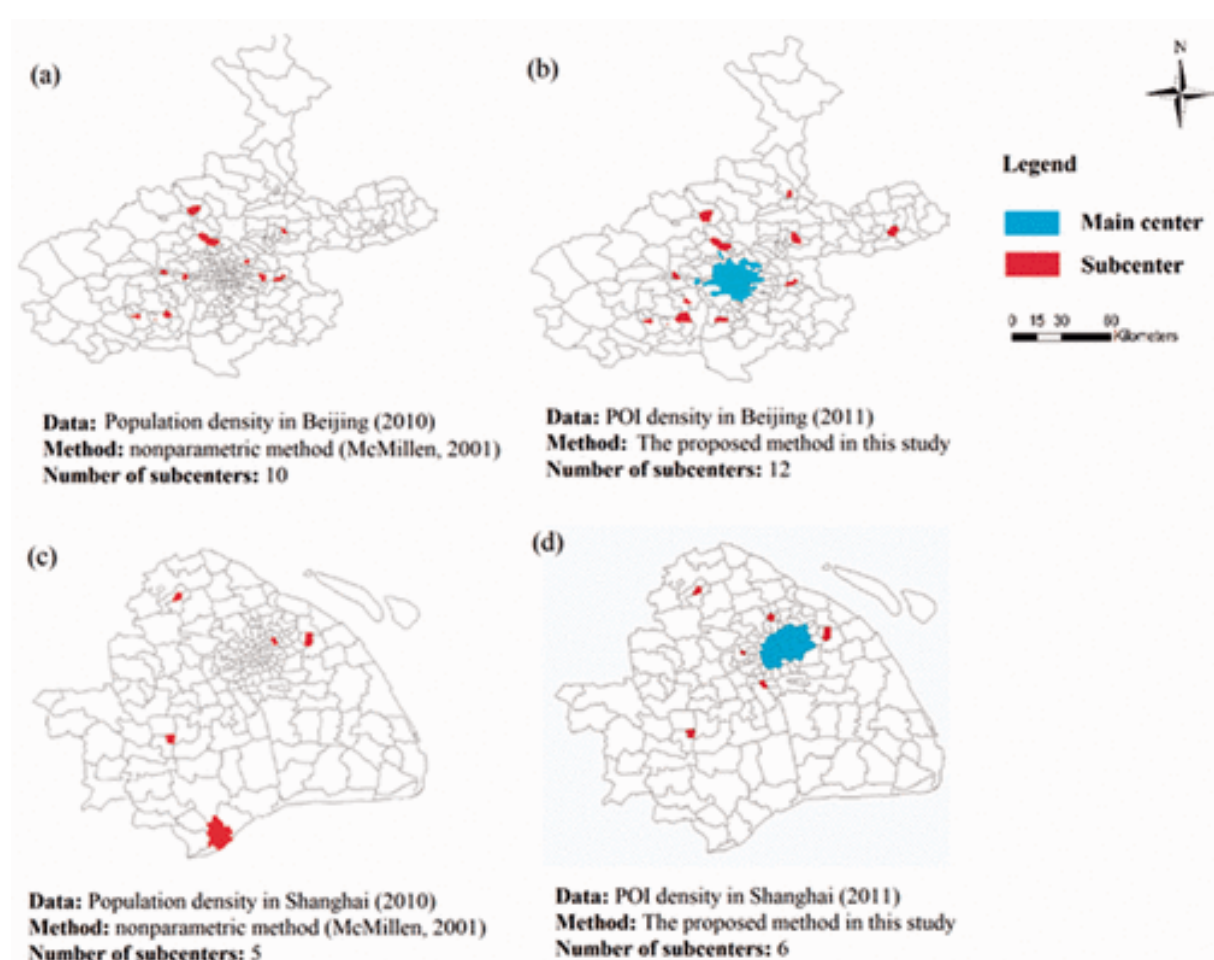 (a)
(b)
N
Legend
Main center
Subcenter
0 15 30 60
Kilometers
Data: Population density in Beijing (2010)
Method: nonparametric method (McMillen, 2001)
Number of subcenters: 10
Data: POI density in Beijing (2011)
Method: The proposed method in this study
Number of subcenters: 12
(c)
(d)
Data: Population density in Shanghai (2010)
Method: nonparametric method (McMillen, 2001)
Number of subcenters: 5
Data: POI density in Shanghai (2011)
Method: The proposed method in this study
Number of subcenters: 6